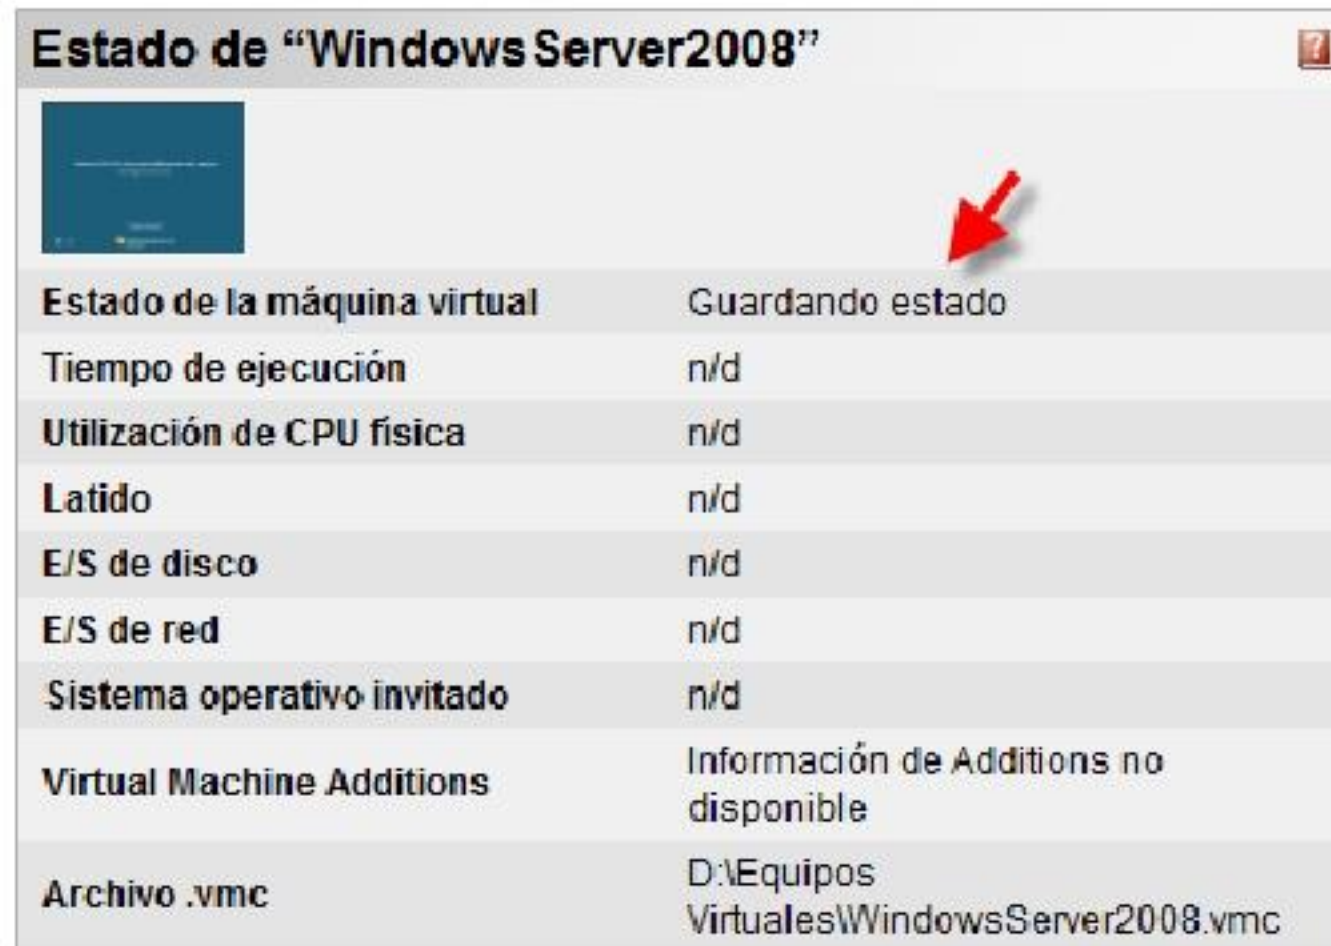 Estado de “WindowsServer2008”
?
Estado de la máquina virtual Guardando estado
Tiempo de ejecución n/d
Utilización de CPU física n/d
Latido n/d
E/S de disco n/d
E/S de red n/d
Sistema operativo invitado n/d
Virtual Machine Additions Información de Additions no
disponible
Archivo .vmc D:\Equipos
Virtuales\WindowsServer2008.vmc